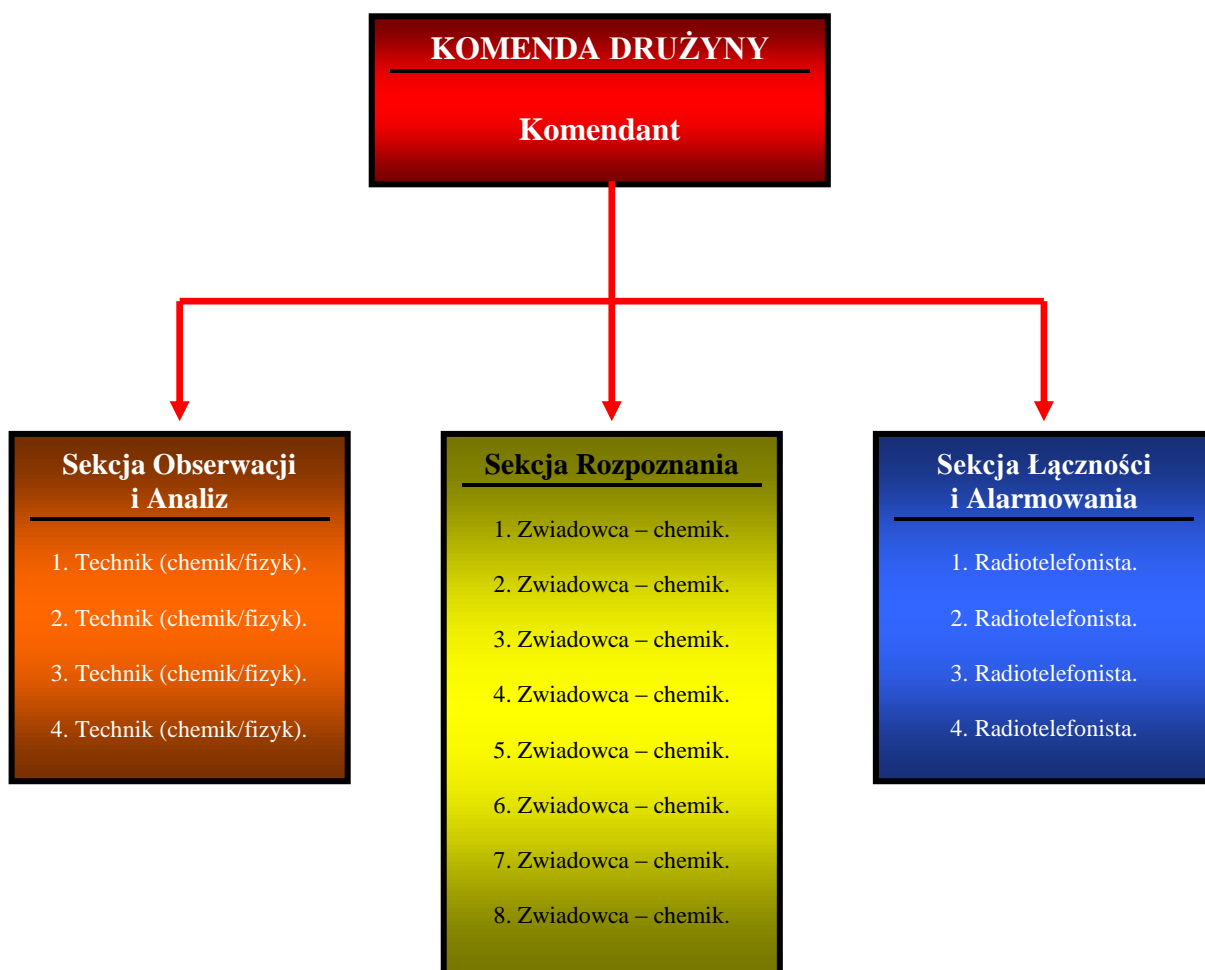 KOMENDA DRUŻYNY
Komendant
Sekcja Obserwacji
i Analiz
1. Technik (chemik/fizyk).
2. Technik (chemik/fizyk).
3. Technik (chemik/fizyk).
4. Technik (chemik/fizyk).
Sekcja Rozpoznania
1. Zwiadowca – chemik.
2. Zwiadowca – chemik.
3. Zwiadowca – chemik.
4. Zwiadowca – chemik.
5. Zwiadowca – chemik.
6. Zwiadowca – chemik.
7. Zwiadowca – chemik.
8. Zwiadowca – chemik.
Sekcja Łączności
i Alarmowania
1. Radiotelefonista.
2. Radiotelefonista.
3. Radiotelefonista.
4. Radiotelefonista.